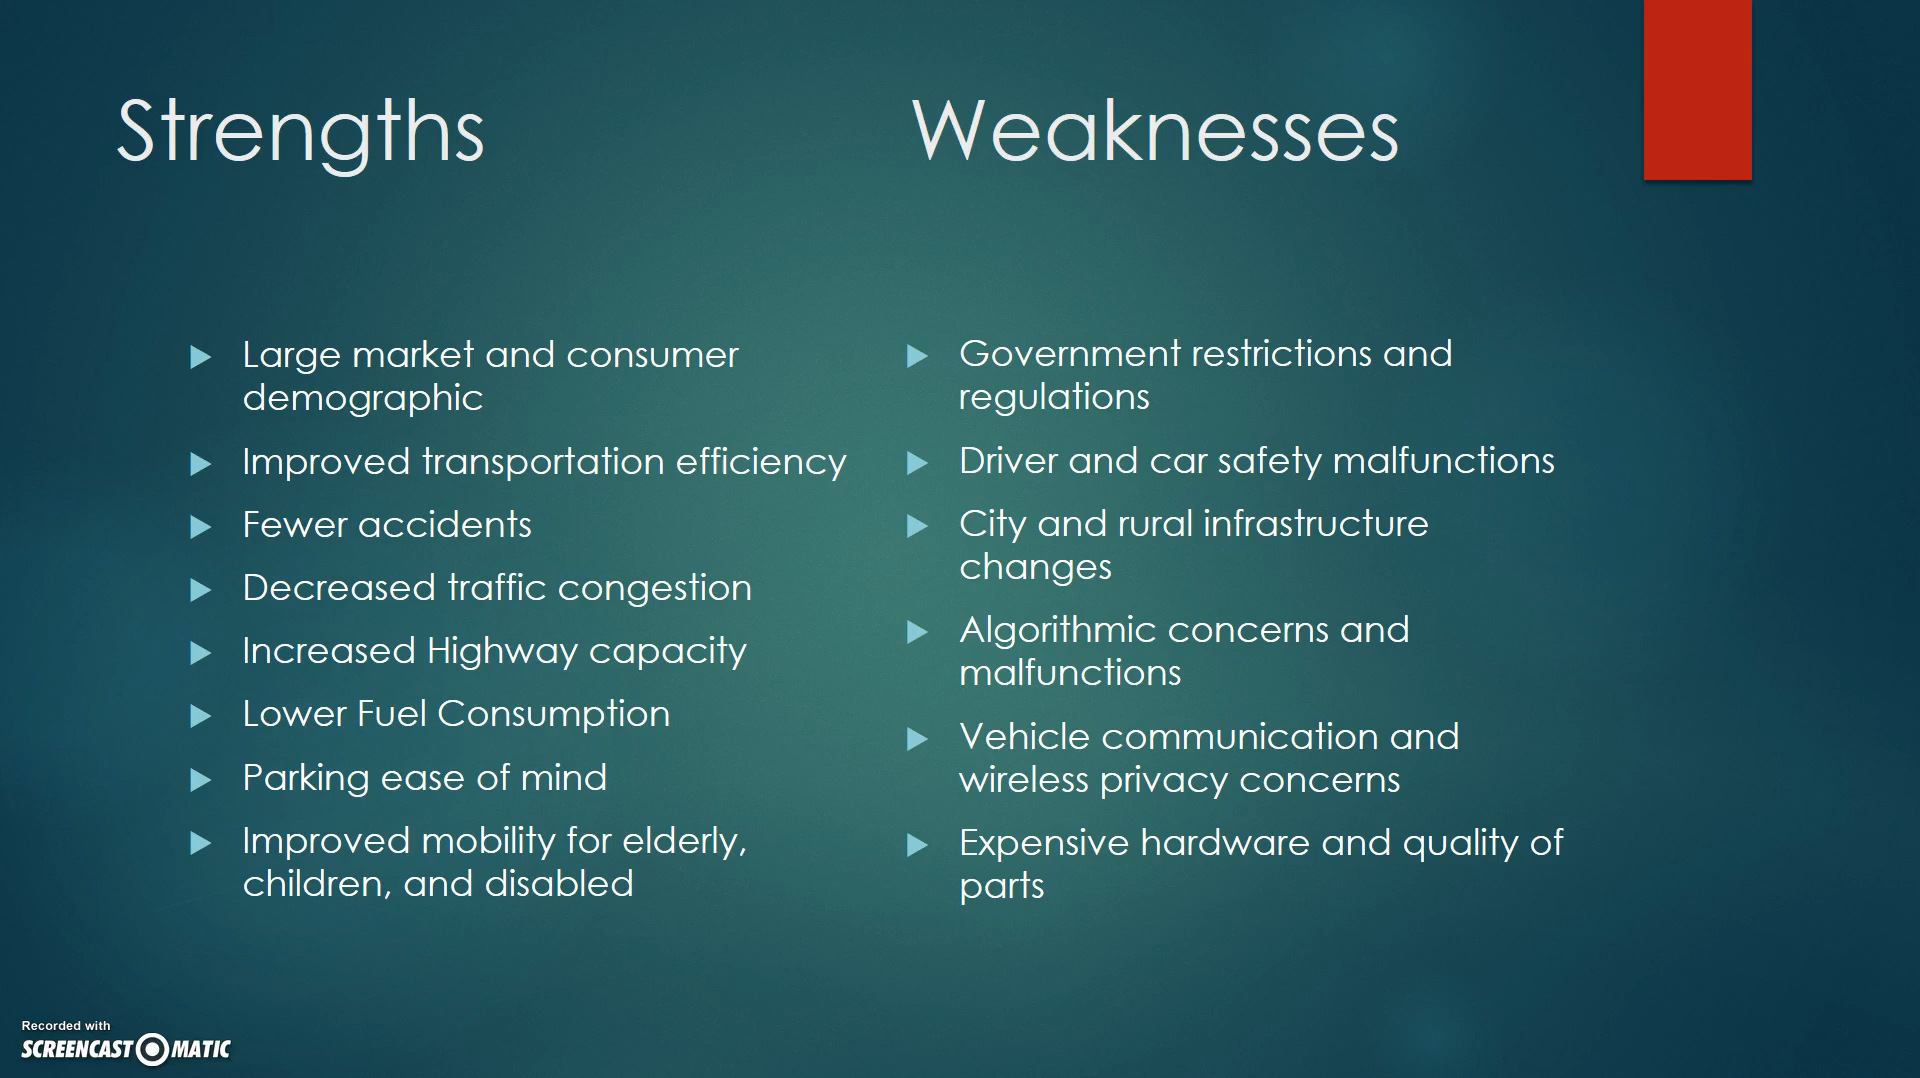 Strengths
Weaknesses
Large market and consumer
demographic
Improved transportation efficiency
Fewer accidents
Decreased traffic congestion
Increased Highway capacity
Lower Fuel Consumption
Parking ease of mind
Improved mobility for elderly,
children, and disabled
Government restrictions and
regulations
Driver and car safety malfunctions
City and rural infrastructure
changes
Algorithmic concerns and
malfunctions
Vehicle communication and
wireless privacy concerns
Expensive hardware and quality of
parts
Recorded with
SCREENCAST MATIC